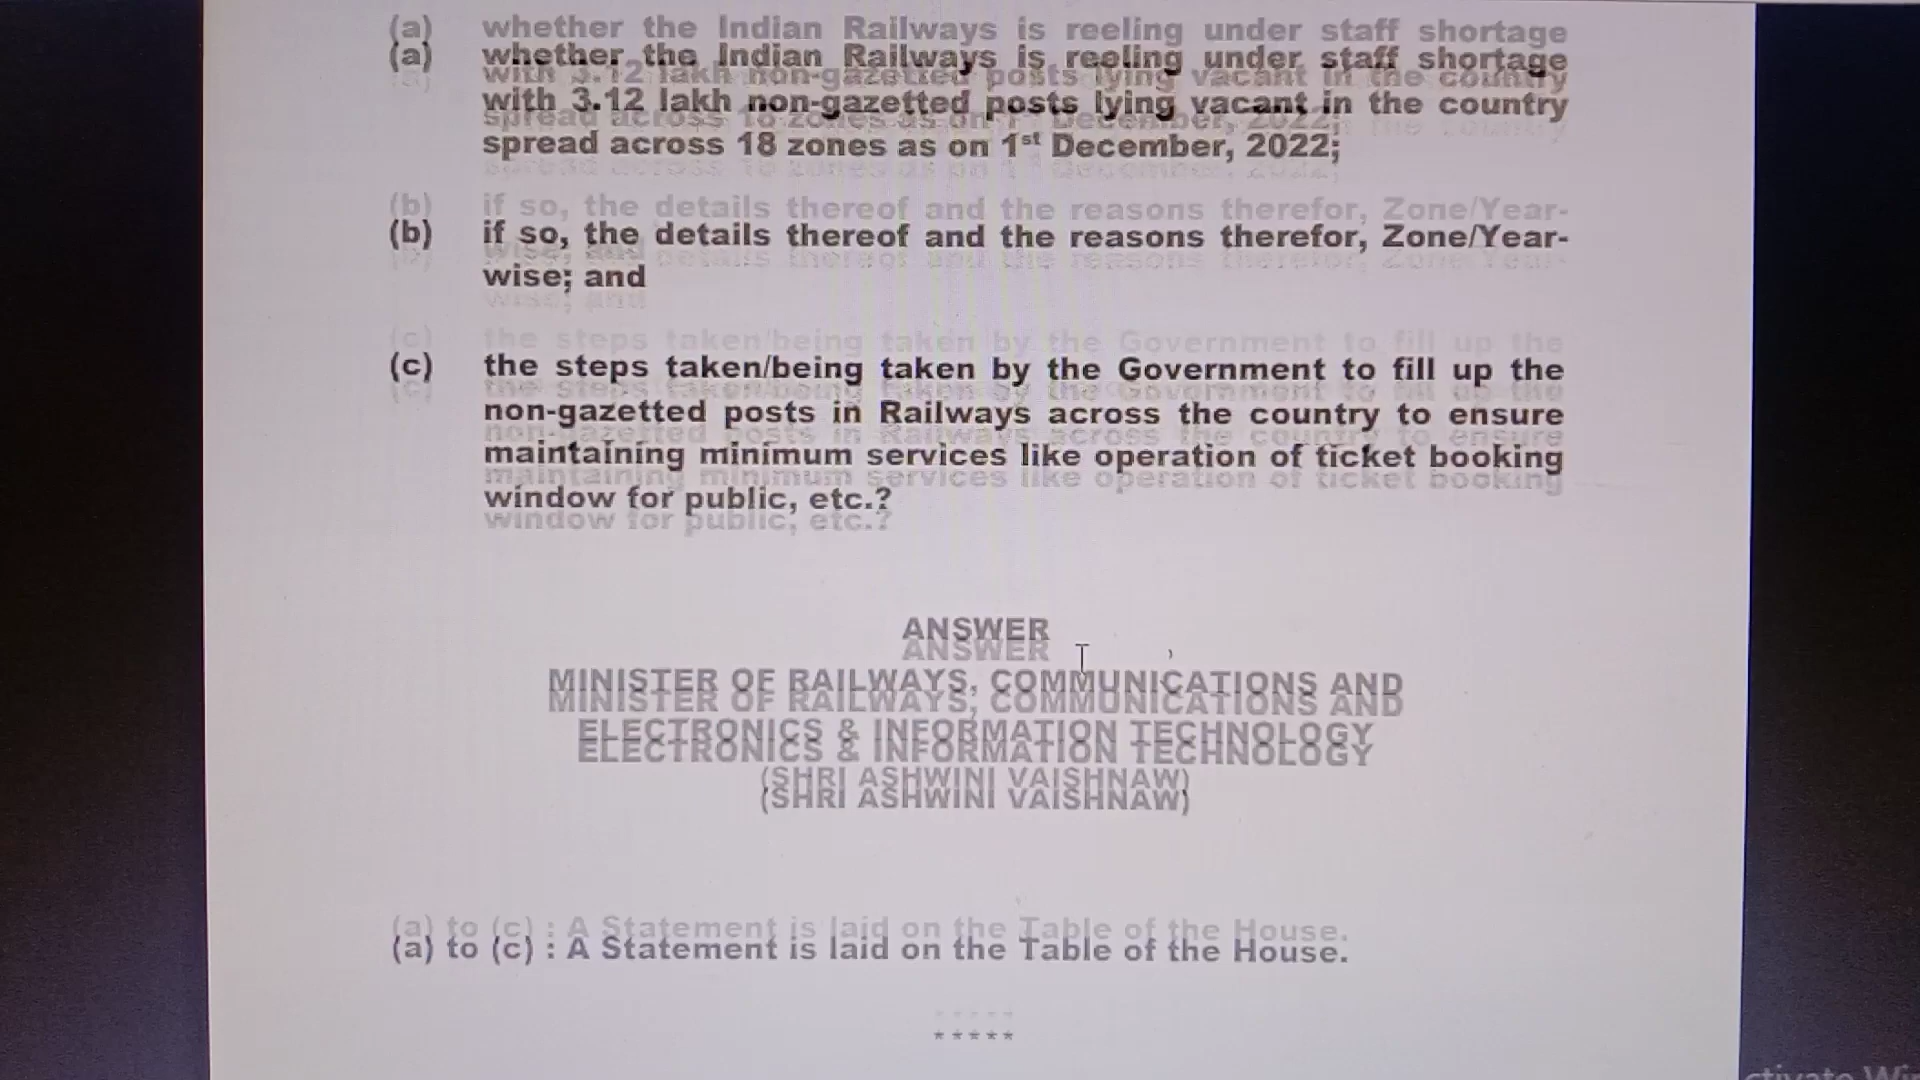 (a) whether the Indian Railways is reeling under staff shortage
with 3.12 lakh non-gazetted posts lying vacant in the country
spread across 18 zones as on 1st December, 2022;
(b) if so, the details thereof and the reasons therefor, Zone/Year-
wise; and
(c) the steps taken/being taken by the Government to fill up the
non-gazetted posts in Railways across the country to ensure
maintaining minimum services like operation of ticket booking
window for public, etc.?
ANSWER
MINISTER OF RAILWAYS, COMMUNICATIONS AND
ELECTRONICS & INFORMATION TECHNOLOGY
(SHRI ASHWINI VAISHNAW)
(a) to (c) : A Statement is laid on the Table of the House.
*****